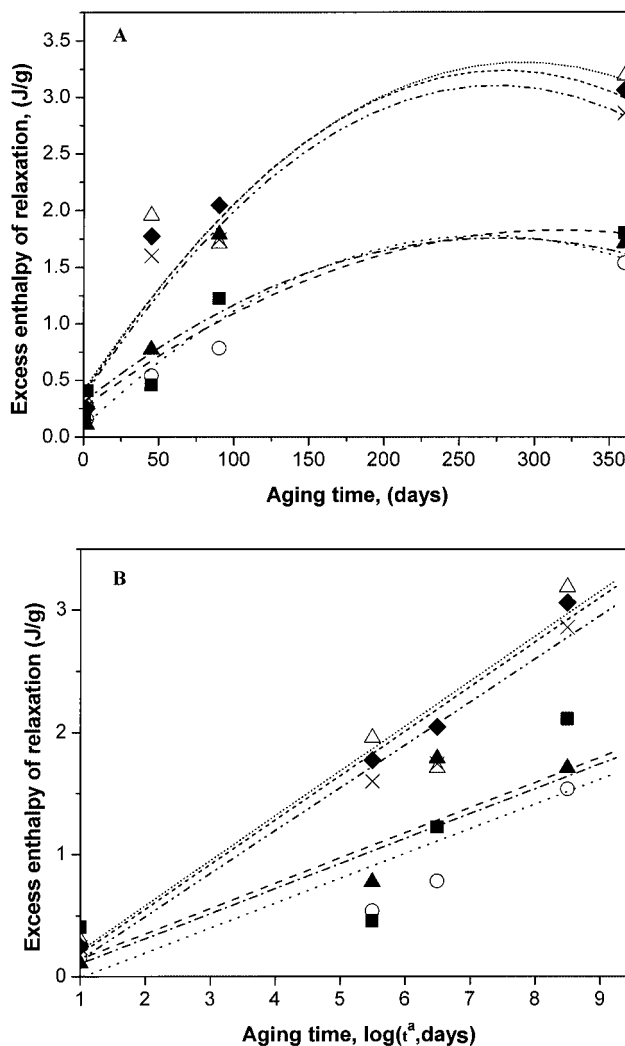 A
3.5
3.0
2.5
2.0
1.5
1.0
0.5
0.0
Excess enthalpy of relaxation, (J/g)
0 50 100 150 200 250 300 350
Aging time, (days)
B
3
2
1
0
Excess enthalpy of relaxation (J/g)
1 2 3 4 5 6 7 8 9
Aging time, log(tᵃ,days)